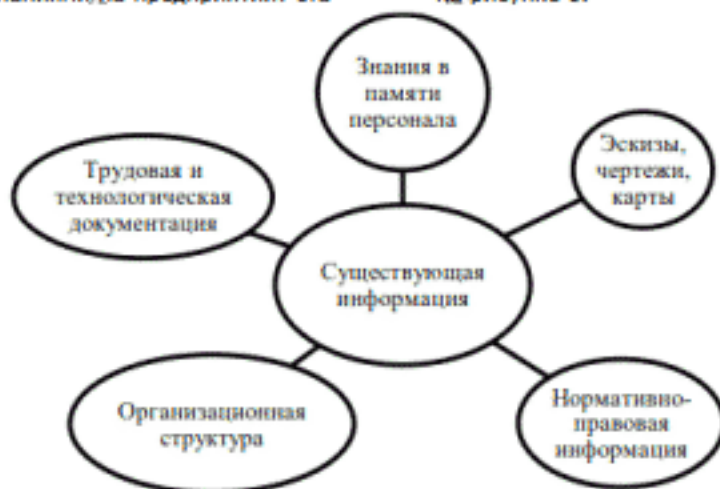 Знания в
памяти
персонала
Эскизы,
чертежи,
карты
Трудовая и
технологическая
документация
Существующая
информация
Организационная
структура
Нормативно-
правовая
информация